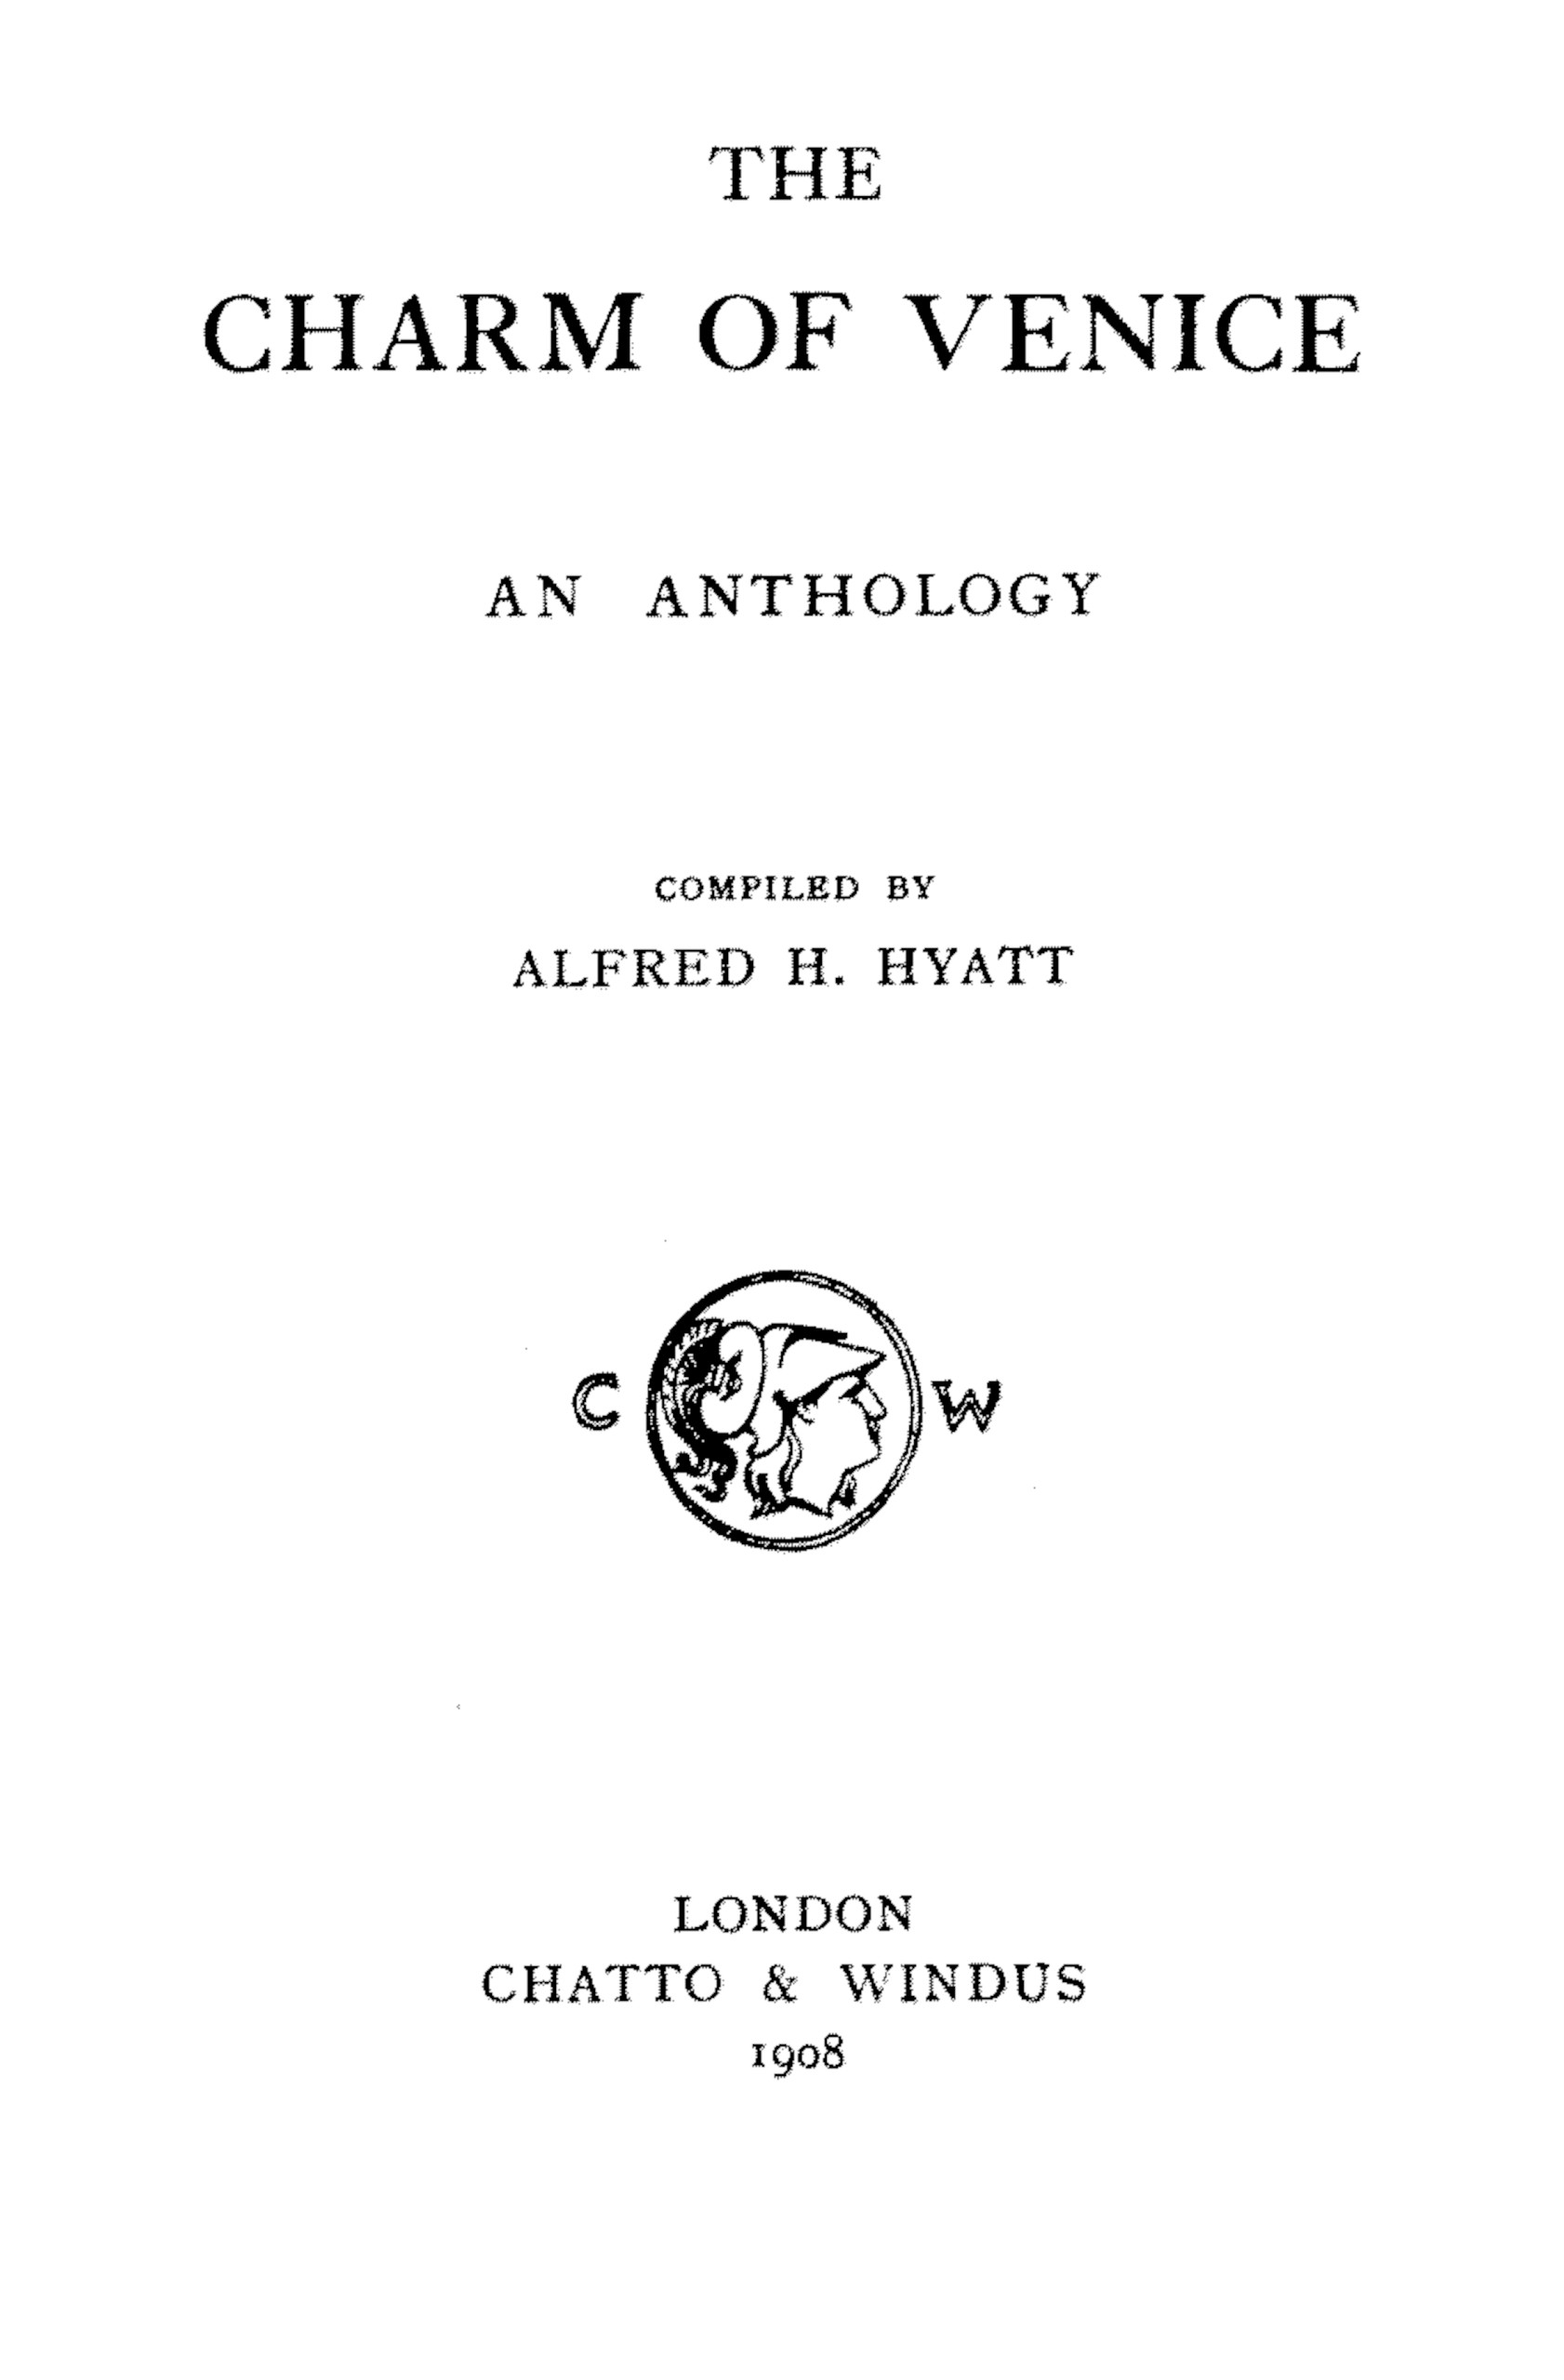 THE
CHARM OF VENICE
AN ANTHOLOGY
COMPILED BY
ALFRED H. HYATT
C W
LONDON
CHATTO & WINDUS
1908